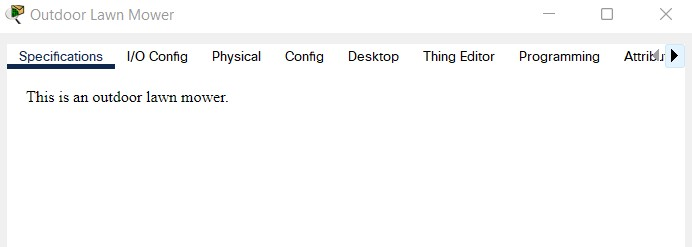 Outdoor Lawn Mower
Specifications I/O Config Physical Config Desktop Thing Editor Programming
This is an outdoor lawn mower.